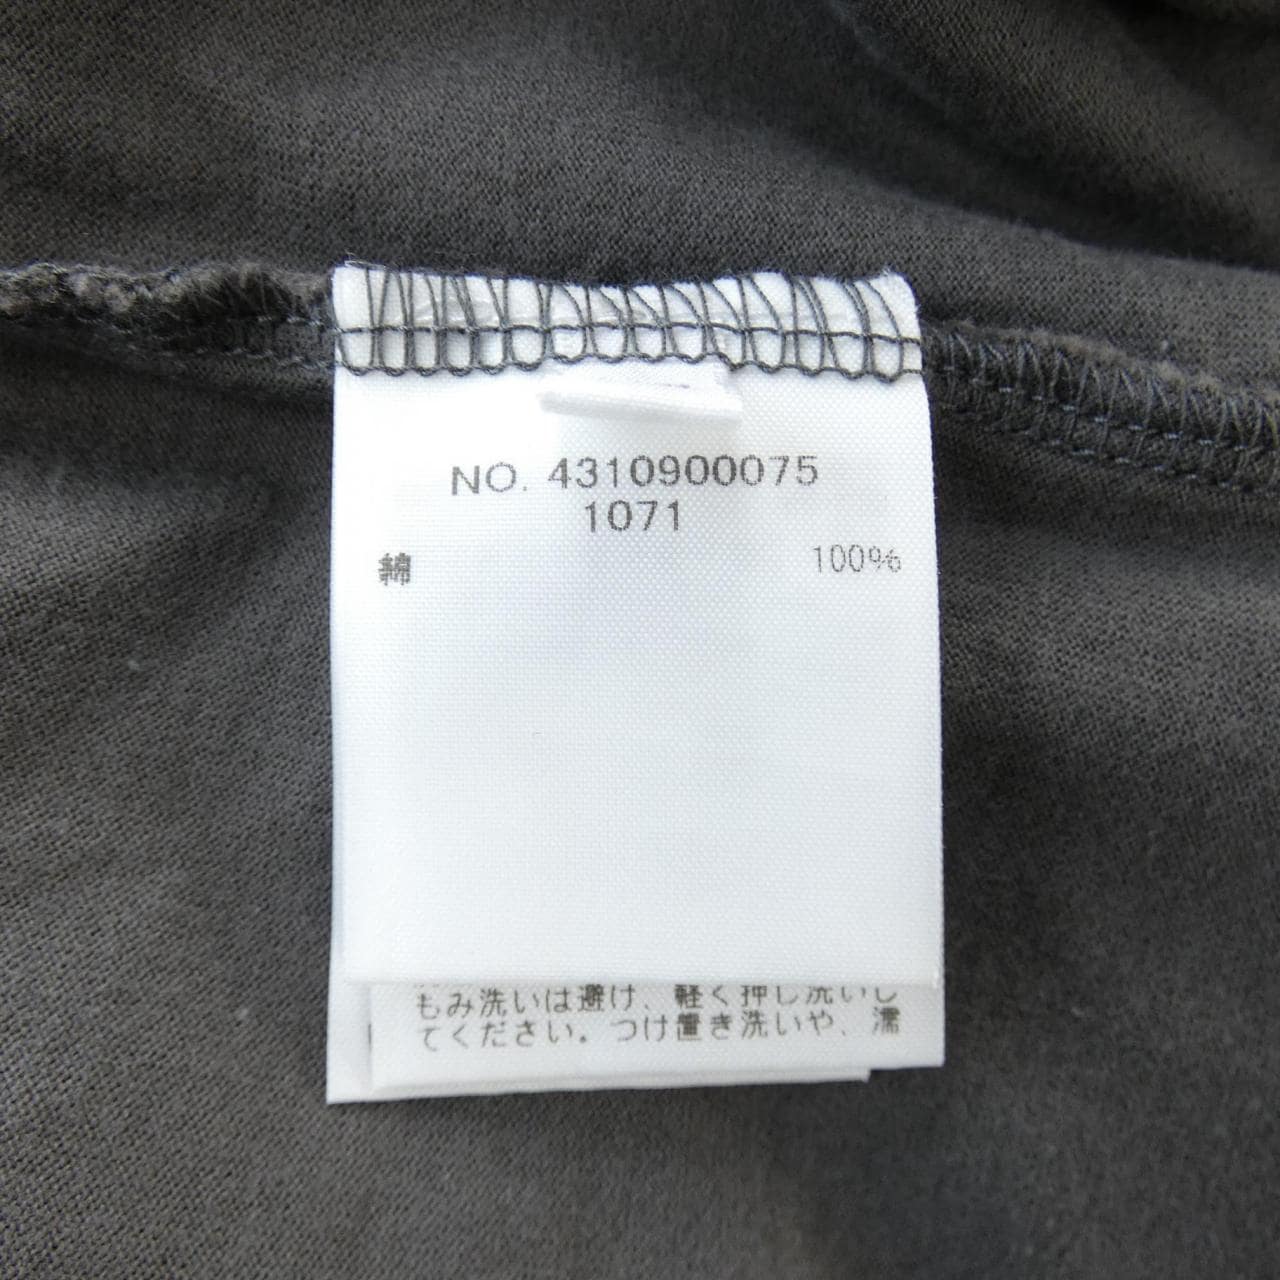 NO. 4310900075
1071
綿 100%
もみ洗いは避け、軽く押し洗いし
てください。つけ置き洗いや、濡